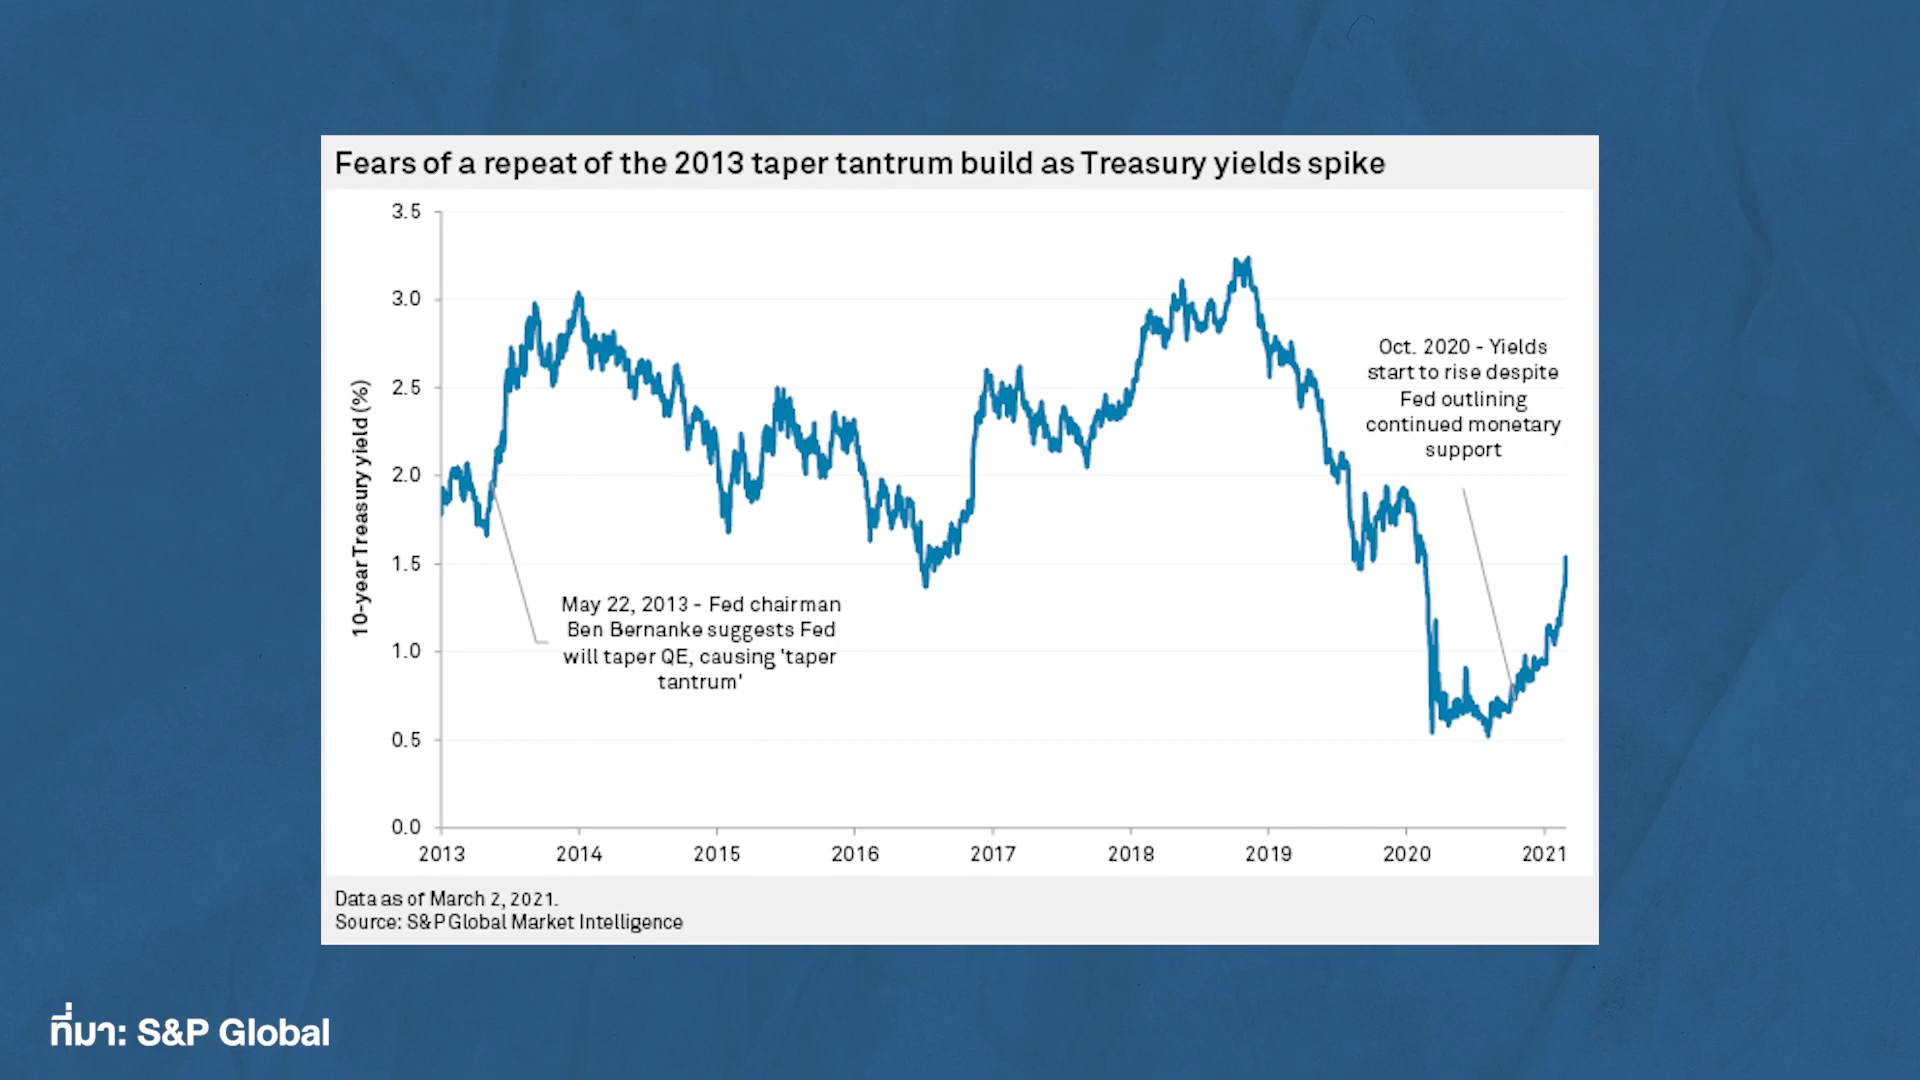 Fears of a repeat of the 2013 taper tantrum build as Treasury yields spike
3.5
3.0
2.5
2.0
1.5
1.0
0.5
0.0
10-year Treasury yield (%)
Oct. 2020 - Yields
start to rise despite
Fed outlining
continued monetary
support
May 22, 2013 - Fed chairman
Ben Bernanke suggests Fed
will taper QE, causing 'taper
tantrum'
2013 2014 2015 2016 2017 2018 2019 2020 2021
Data as of March 2, 2021.
Source: S&P Global Market Intelligence
ที่มา: S&P Global